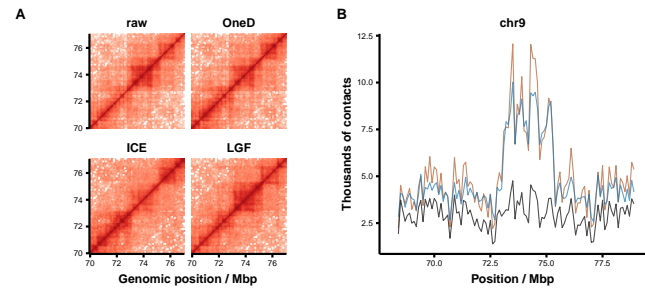 A
B
raw
OneD
chr9
76
74
72
70
ICE
LGF
76
74
72
70
70
72
74
76
70
72
74
76
Genomic position / Mbp
Thousands of contacts
12.5
10.0
7.5
5.0
2.5
70.0
72.5
75.0
77.5
Position / Mbp